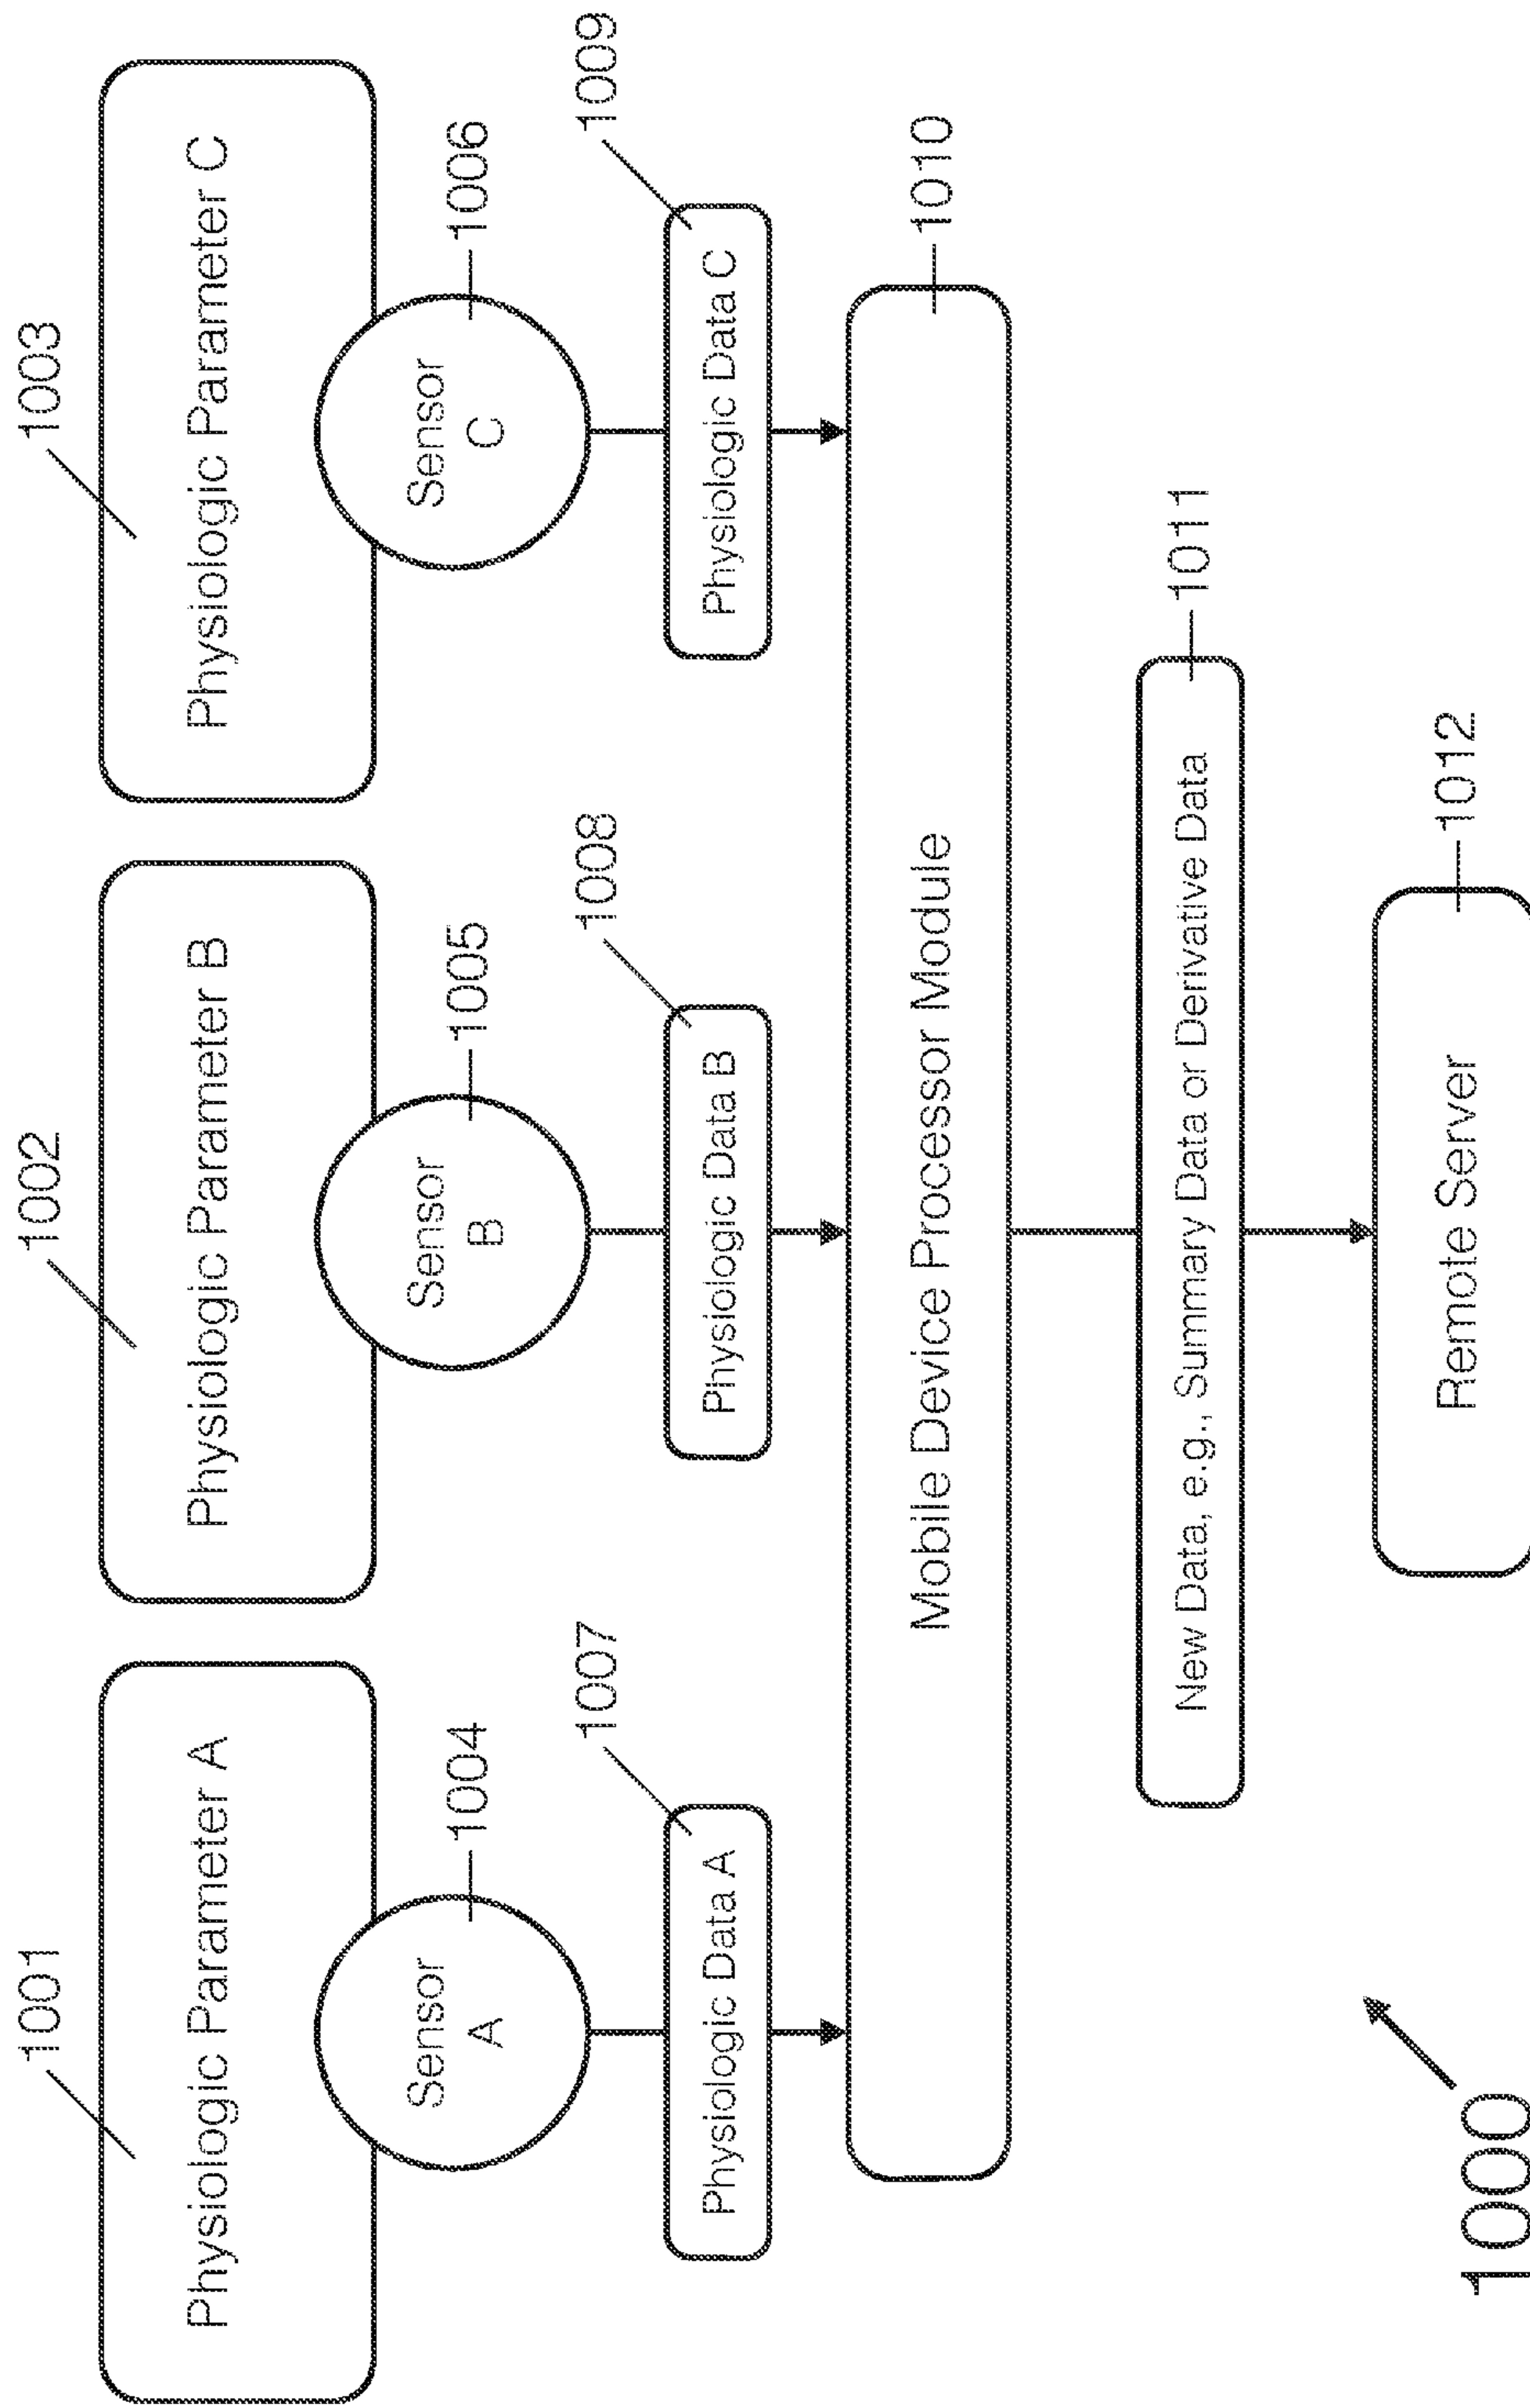 1001
1002
1003
Physiologic Parameter A
Physiologic Parameter B
Physiologic Parameter C
Sensor
A
1004
Sensor
B
1005
Sensor
C
1006
1007
1008
1009
Physiologic Data A
Physiologic Data B
Physiologic Data C
Mobile Device Processor Module
1010
New Data, e.g., Summary Data or Derivative Data
1011
Remote Server
1012
1000